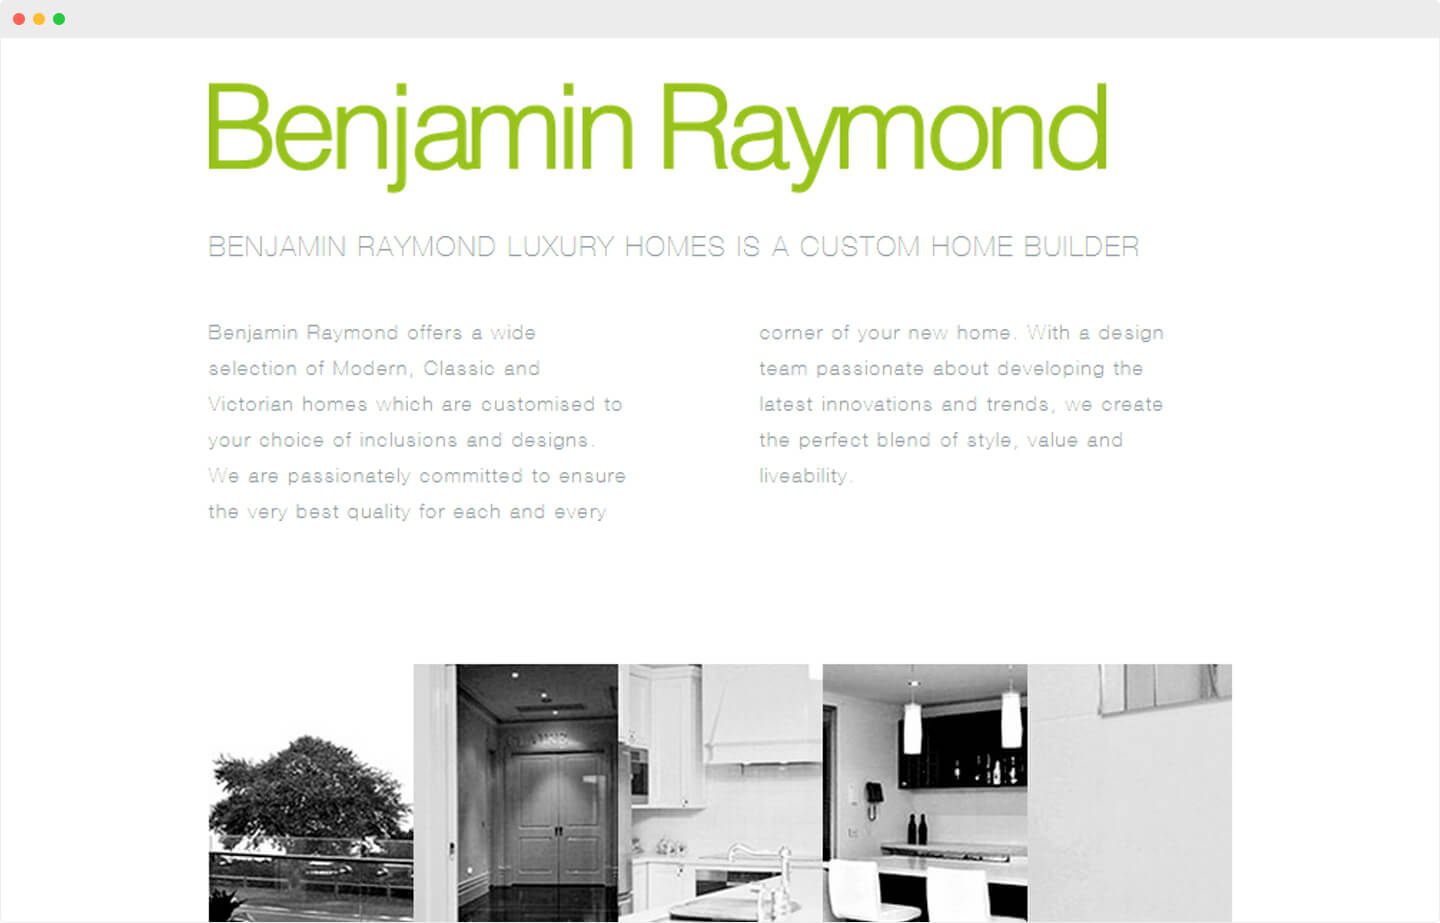 Benjamin Raymond
BENJAMIN RAYMOND LUXURY HOMES IS A CUSTOM HOME BUILDER
Benjamin Raymond offers a wide
selection of Modern, Classic and
Victorian homes which are customised to
your choice of inclusions and designs.
We are passionately committed to ensure
the very best quality for each and every
corner of your new home. With a design
team passionate about developing the
latest innovations and trends, we create
the perfect blend of style, value and
liveability.